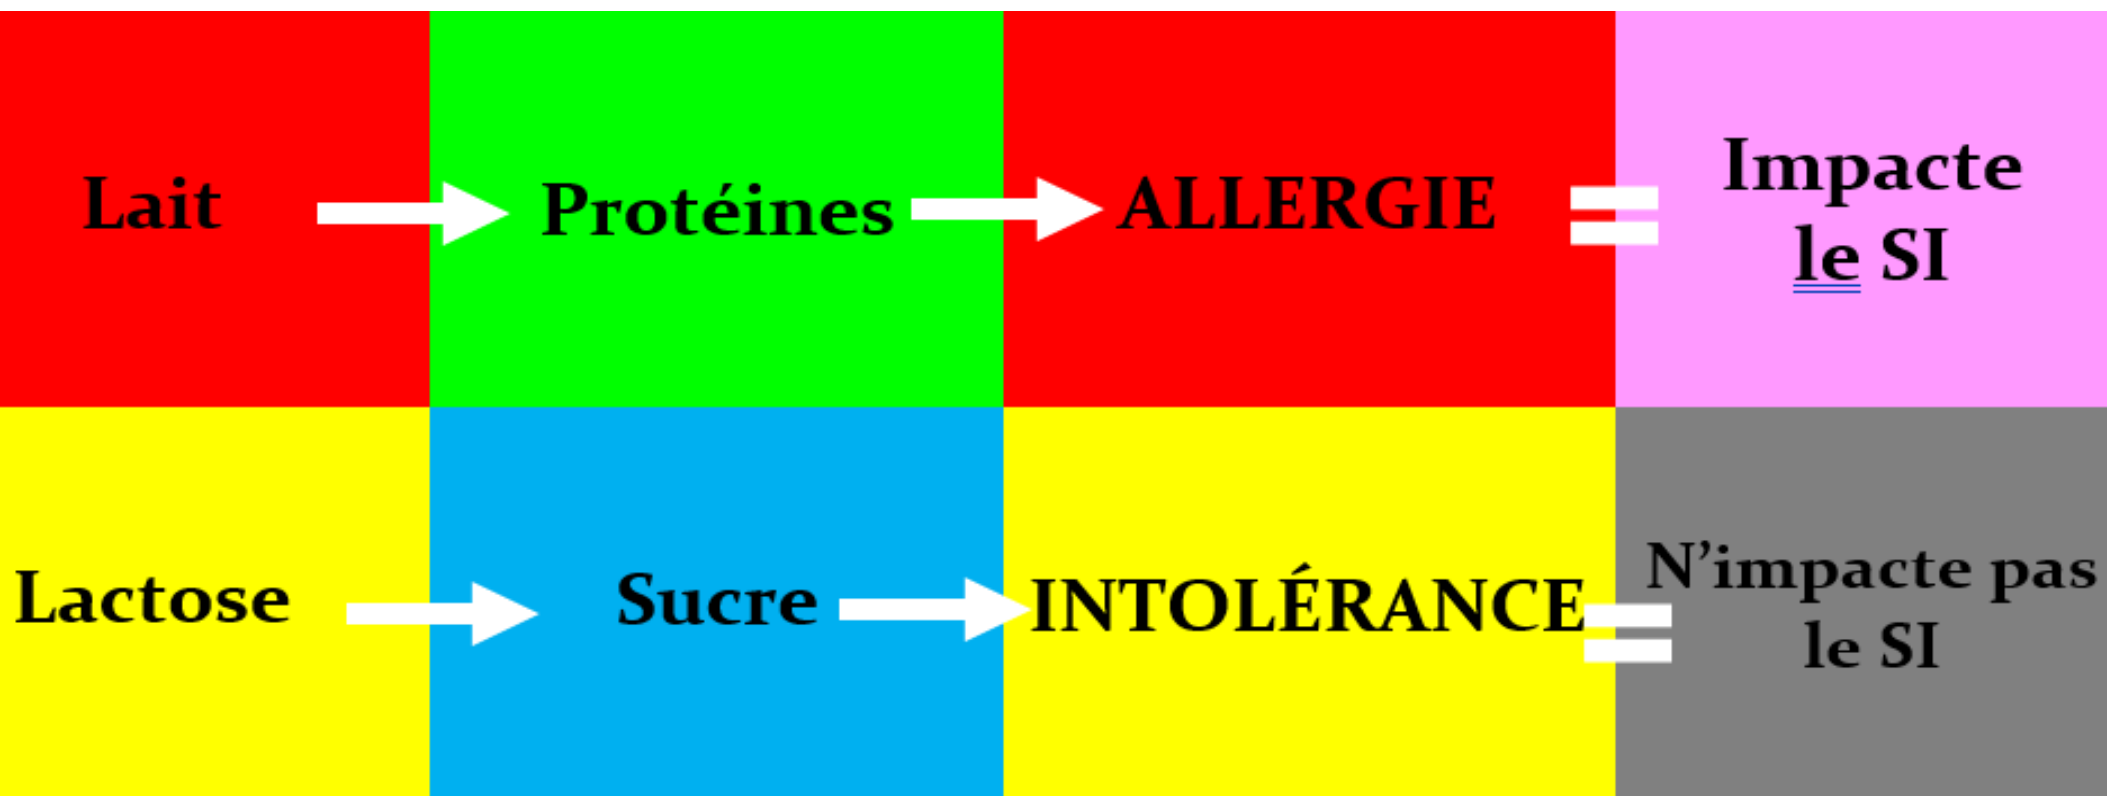 Lait
Protéines
ALLERGIE
Impacte
le SI
Lactose
Sucre
INTOLÉRANCE
N’impacte pas
le SI